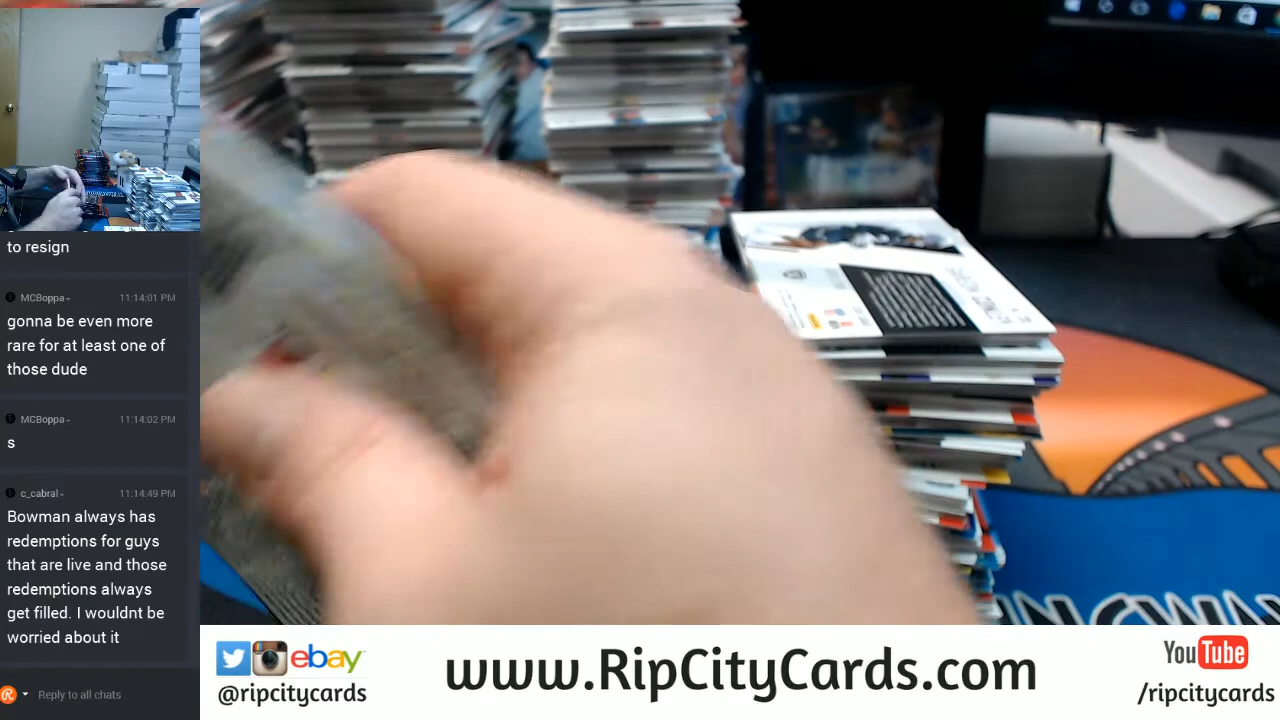 to resign
MCBoppa
11:14:01 PM
gonna be even more
rare for at least one of
those dude
MCBoppa
11:14:02 PM
s
c_cabral
11:14:49 PM
Bowman always has
redemptions for guys
that are live and those
redemptions always
get filled. I wouldnt be
worried about it
Reply to all chats
ebay
@ripcitycards
www.RipCityCards.com
YouTube
/ripcitycards